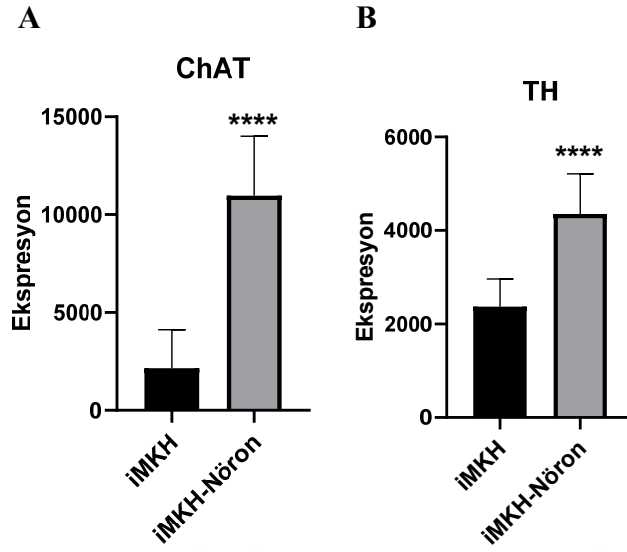 A
ChAT
15000
10000
5000
0
Ekspresyon
****
iMKH
iMKH-Nöron
B
TH
6000
4000
2000
0
Ekspresyon
****
iMKH
iMKH-Nöron